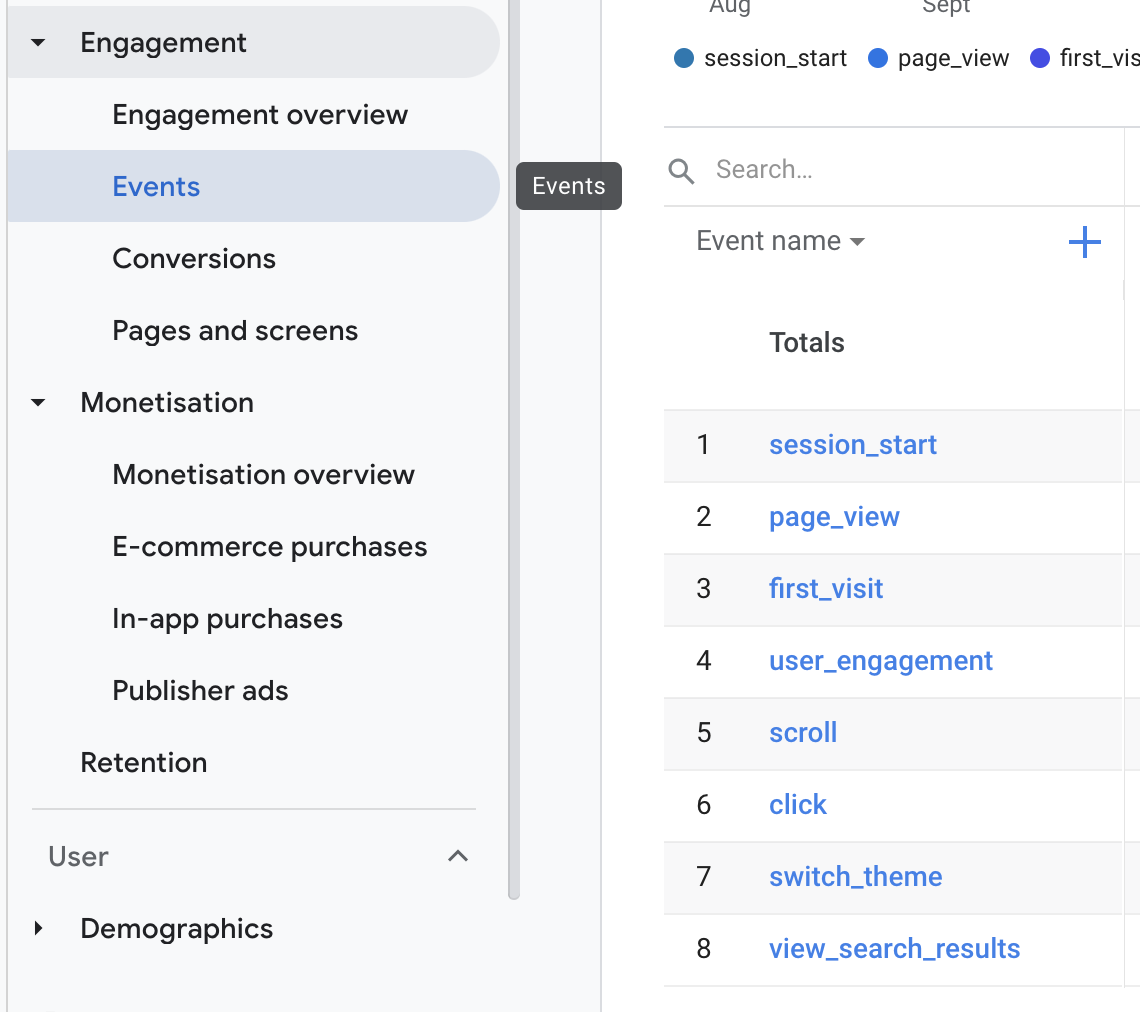 Engagement
Engagement overview
Events
Conversions
Pages and screens
Monetisation
Monetisation overview
E-commerce purchases
In-app purchases
Publisher ads
Retention
User
Demographics
Events
Aug Sept
session_start page_view first_vis
Search...
Event name
Totals
1 session_start
2 page_view
3 first_visit
4 user_engagement
5 scroll
6 click
7 switch_theme
8 view_search_results